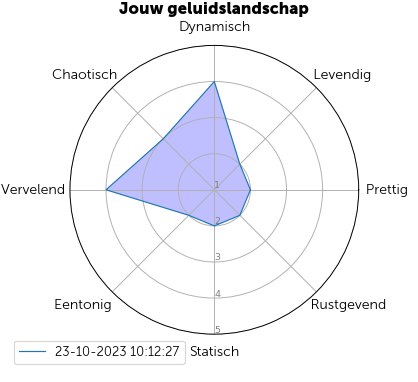 Jouw geluidslandschap
Dynamisch
Chaotisch
Levendig
Vervelend
1
Prettig
2
3
4
Eentonig
Rustgevend
5
23-10-2023 10:12:27
Statisch